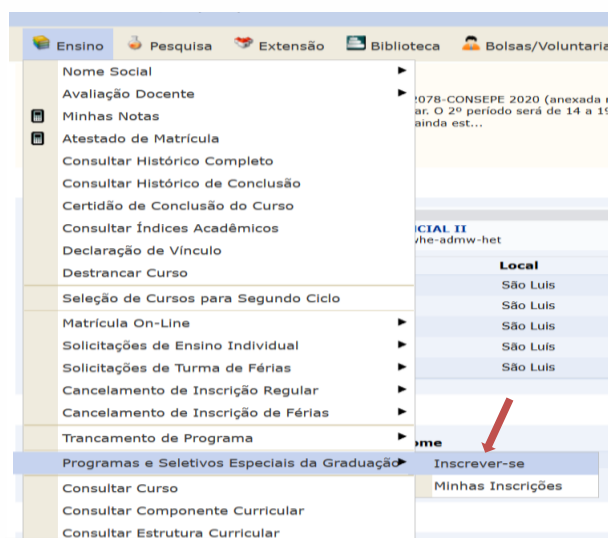 Ensino Pesquisa Extensão Biblioteca Bolsas/Voluntaria
Nome Social
Avaliação Docente
2078-CONSEPE 2020 (anexada
Minhas Notas
ar. O 2º período será de 14 a 19
ainda est...
Atestado de Matrícula
Consultar Histórico Completo
Consultar Histórico de Conclusão
Certidão de Conclusão do Curso
Consultar Índices Acadêmicos
CIAL II
vhe-admw-het
Declaração de Vínculo
Local
Destrancar Curso
São Luis
Seleção de Cursos para Segundo Ciclo
São Luis
Matrícula On-Line
São Luis
Solicitações de Ensino Individual
São Luis
Solicitações de Turma de Férias
São Luis
Cancelamento de Inscrição Regular
Cancelamento de Inscrição de Férias
Trancamento de Programa
ome
Programas e Seletivos Especiais da Graduação
Inscrever-se
Consultar Curso
Minhas Inscrições
Consultar Componente Curricular
Consultar Estrutura Curricular